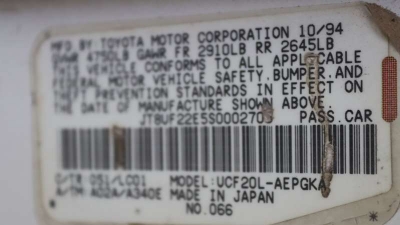 MFD BY TOYOTA MOTOR CORPORATION 10/94
GVWR 4750LB GAWR FR 2910LB RR 2645LB
THIS VEHICLE CONFORMS TO ALL APPLICABLE
FEDERAL MOTOR VEHICLE SAFETY, BUMPER, AND
THEFT PREVENTION STANDARDS IN EFFECT ON
THE DATE OF MANUFACTURE SHOWN ABOVE.
PASS.CAR
C/TR: 051/LC01 MODEL: UCF20L-AEPGKA
A/TM: A02A/A340E MADE IN JAPAN
NO.066